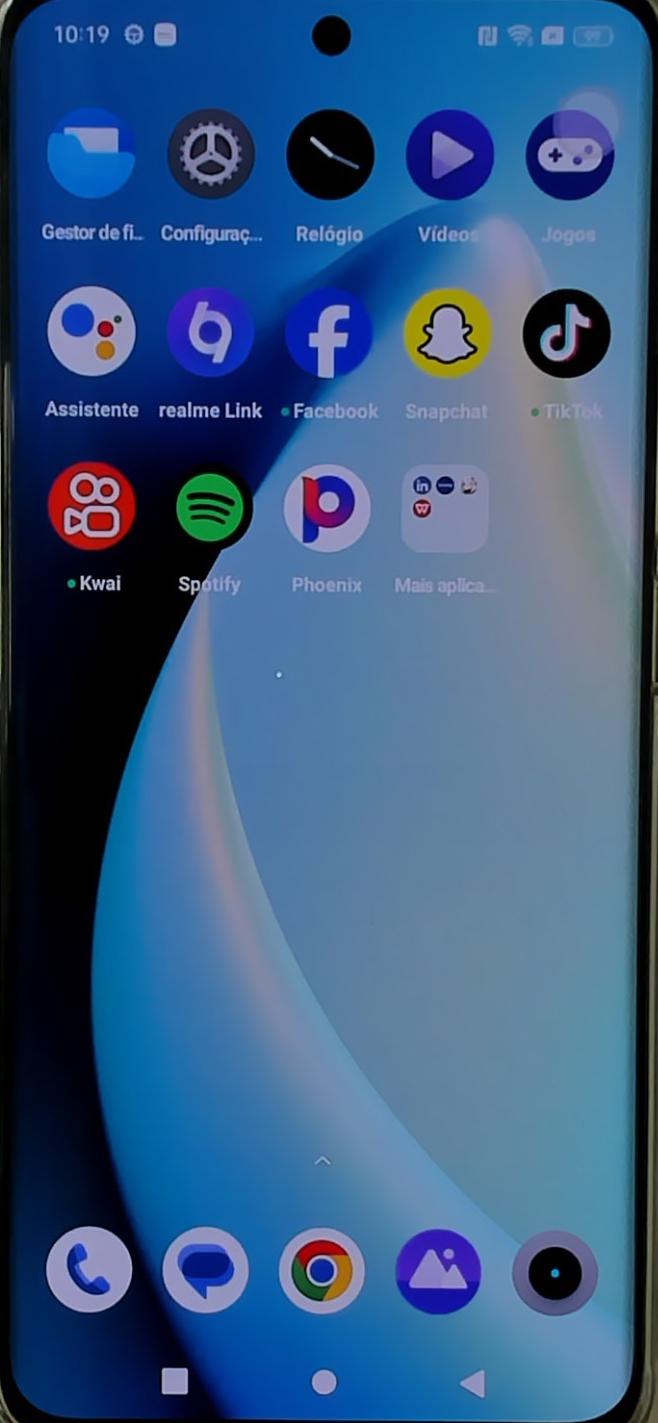 10:19 99
Gestor de fi... Configuraç... Relógio Vídeos Jogos
Assistente realme Link Facebook Snapchat TikTok
Kwai Spotify Phoenix Mais aplica...